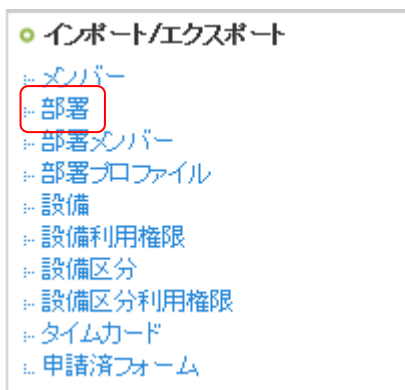 インポート/エクスポート
メンバー
部署
部署メンバー
部署プロファイル
設備
設備利用権限
設備区分
設備区分利用権限
タイムカード
申請済フォーム